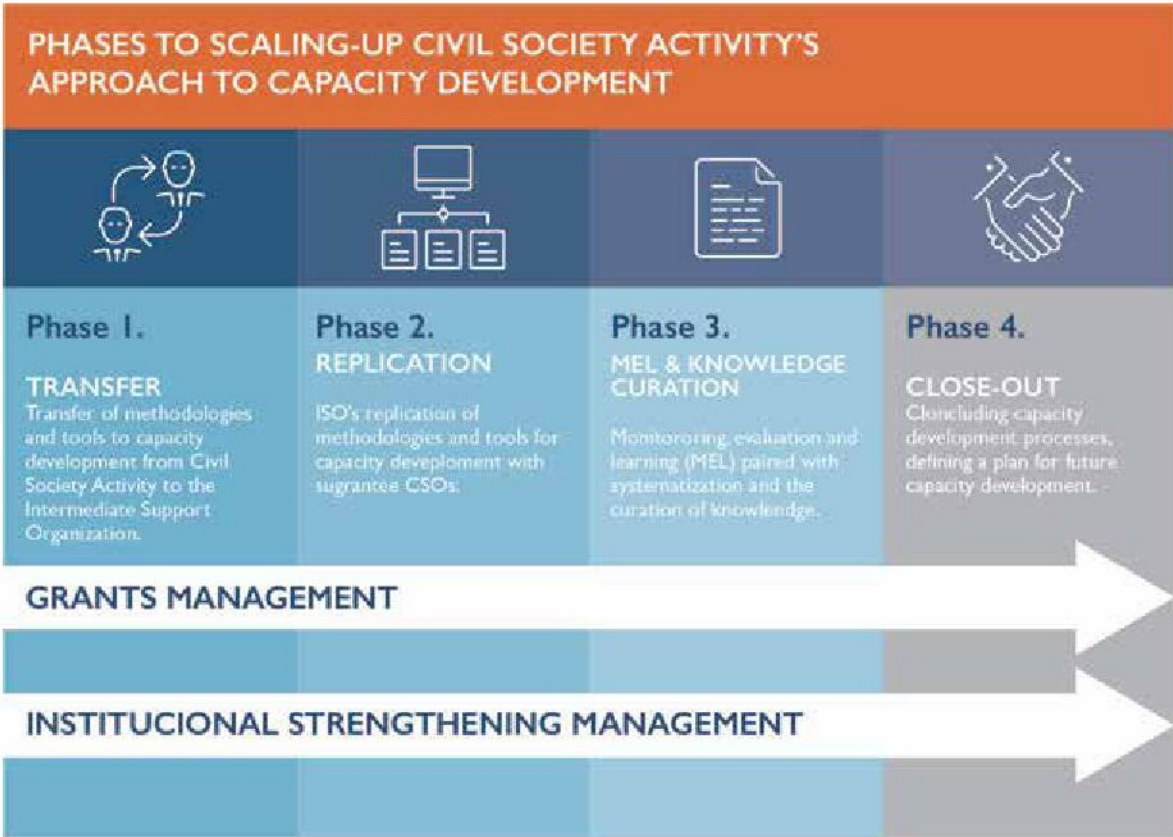 PHASES TO SCALING-UP CIVIL SOCIETY ACTIVITY'S
APPROACH TO CAPACITY DEVELOPMENT
Phase 1.
TRANSFER
Transfer of methodologies
and tools to capacity
development from Civil
Society Activity to the
Intermediate Support
Organization.
Phase 2.
REPLICATION
ISO's replication of
methodologies and tools for
capacity deveploment with
sugrantee CSOs.
Phase 3.
MEL & KNOWLEDGE
CURATION
Monitororing, evaluation and
learning (MEL) paired with
systematization and the
curation of knowlendge.
Phase 4.
CLOSE-OUT
Cloncluding capacity
development processes,
defining a plan for future
capacity development.
GRANTS MANAGEMENT
INSTITUCIONAL STRENGTHENING MANAGEMENT